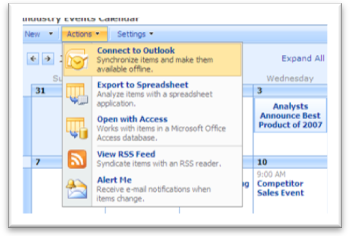 Industry Events Calendar
New Actions Settings
Expand All
Su
Wednesday
Connect to Outlook
Synchronize items and make them
available offline.
Export to Spreadsheet
Analyze items with a spreadsheet
application.
Open with Access
Works with items in a Microsoft Office
Access database.
View RSS Feed
Syndicate items with an RSS reader.
Alert Me
Receive e-mail notifications when
items change.
31
3
Analysts
Announce Best
Product of 2007
7
10
9:00 AM
Competitor
Sales Event